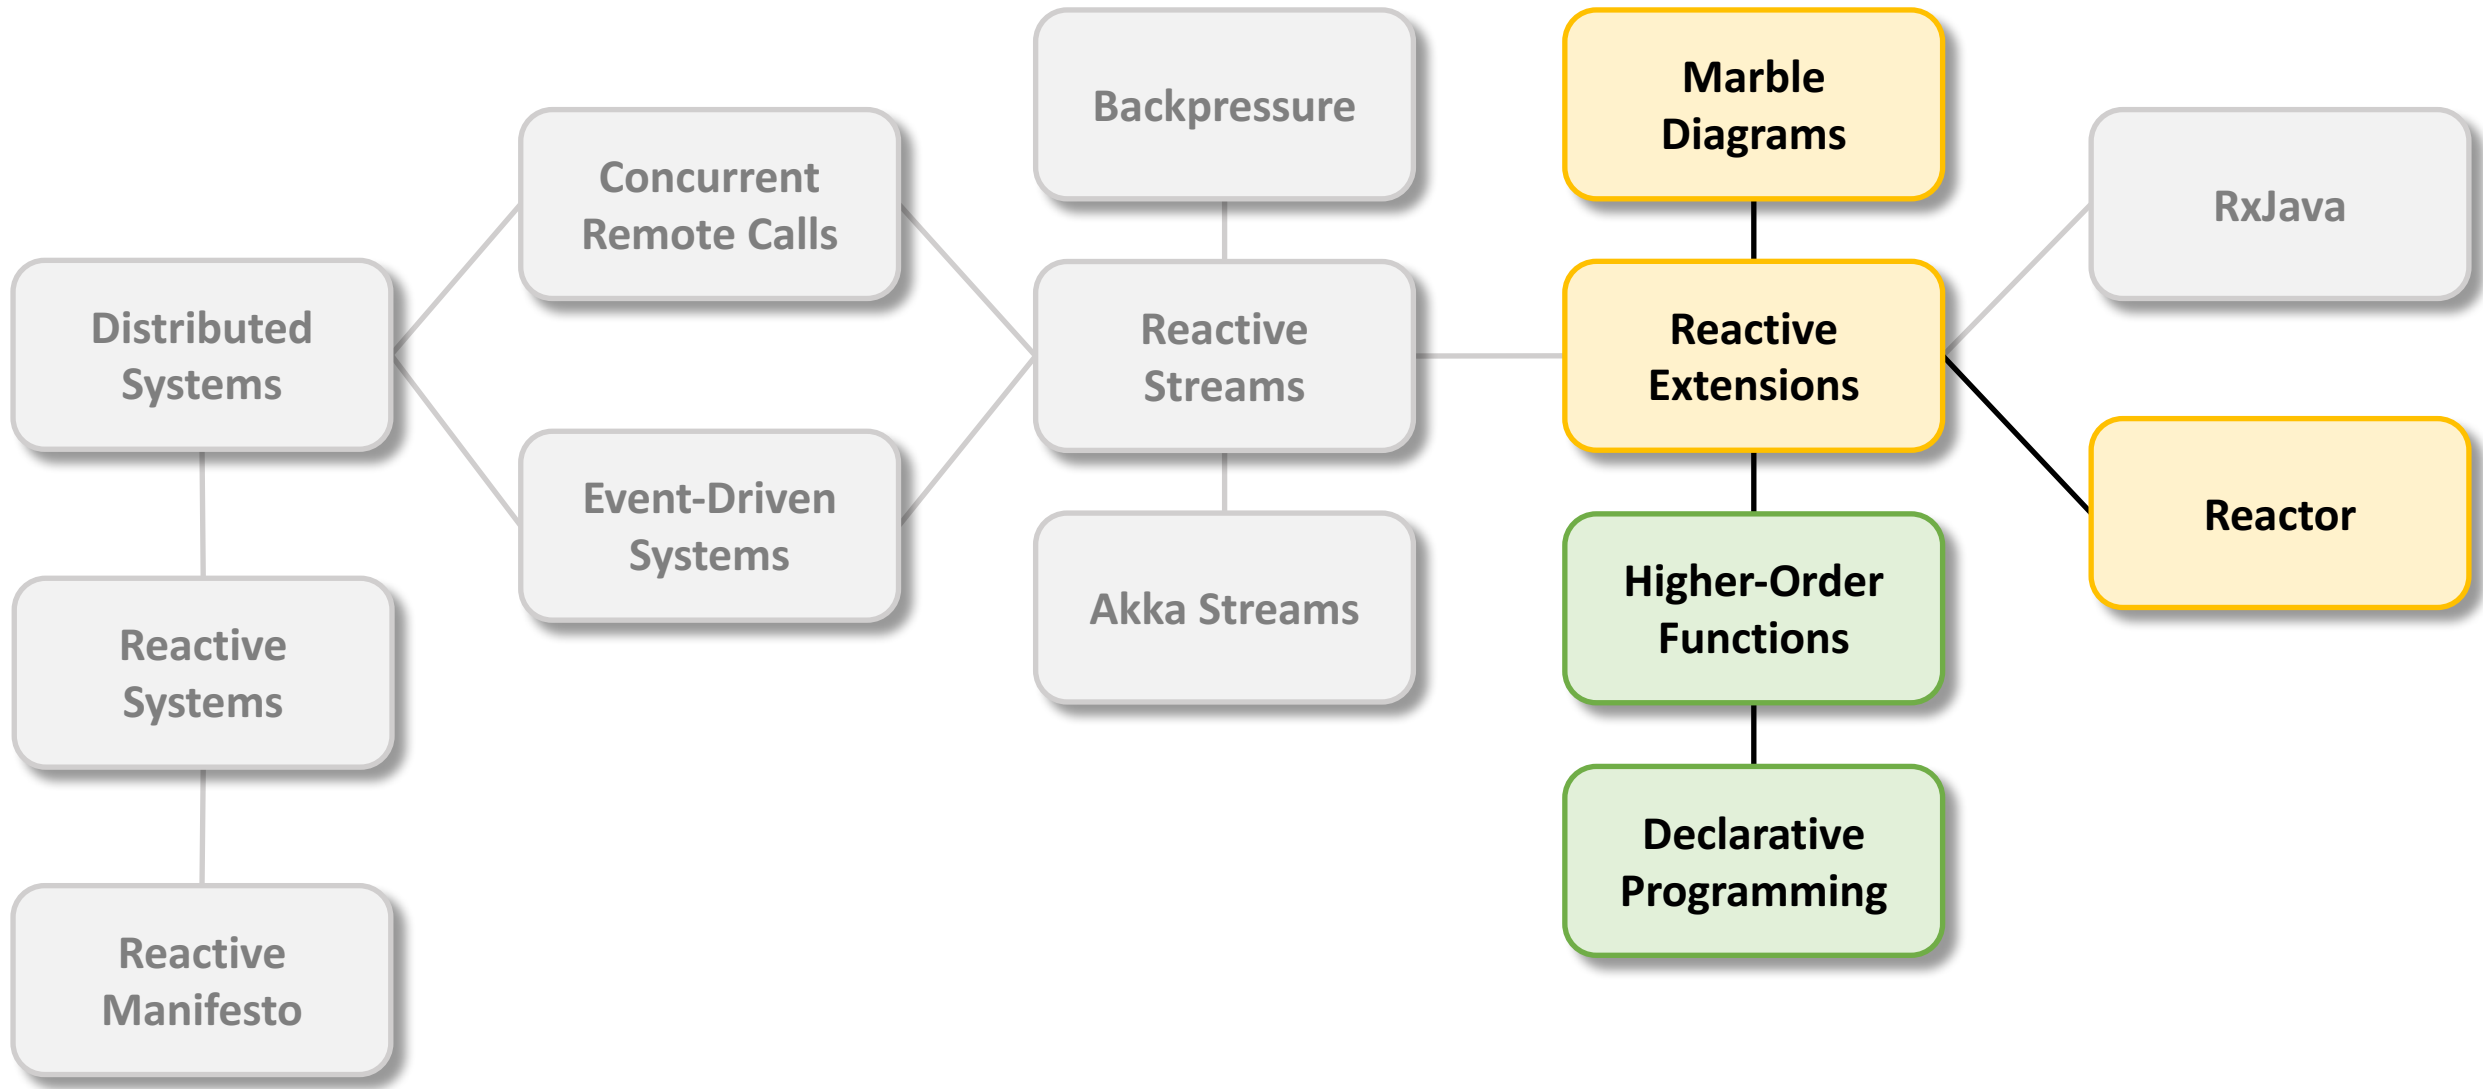 Distributed
Systems
Reactive
Systems
Reactive
Manifesto
Concurrent
Remote Calls
Event-Driven
Systems
Backpressure
Reactive
Streams
Akka Streams
Marble
Diagrams
Reactive
Extensions
Higher-Order
Functions
Declarative
Programming
RxJava
Reactor